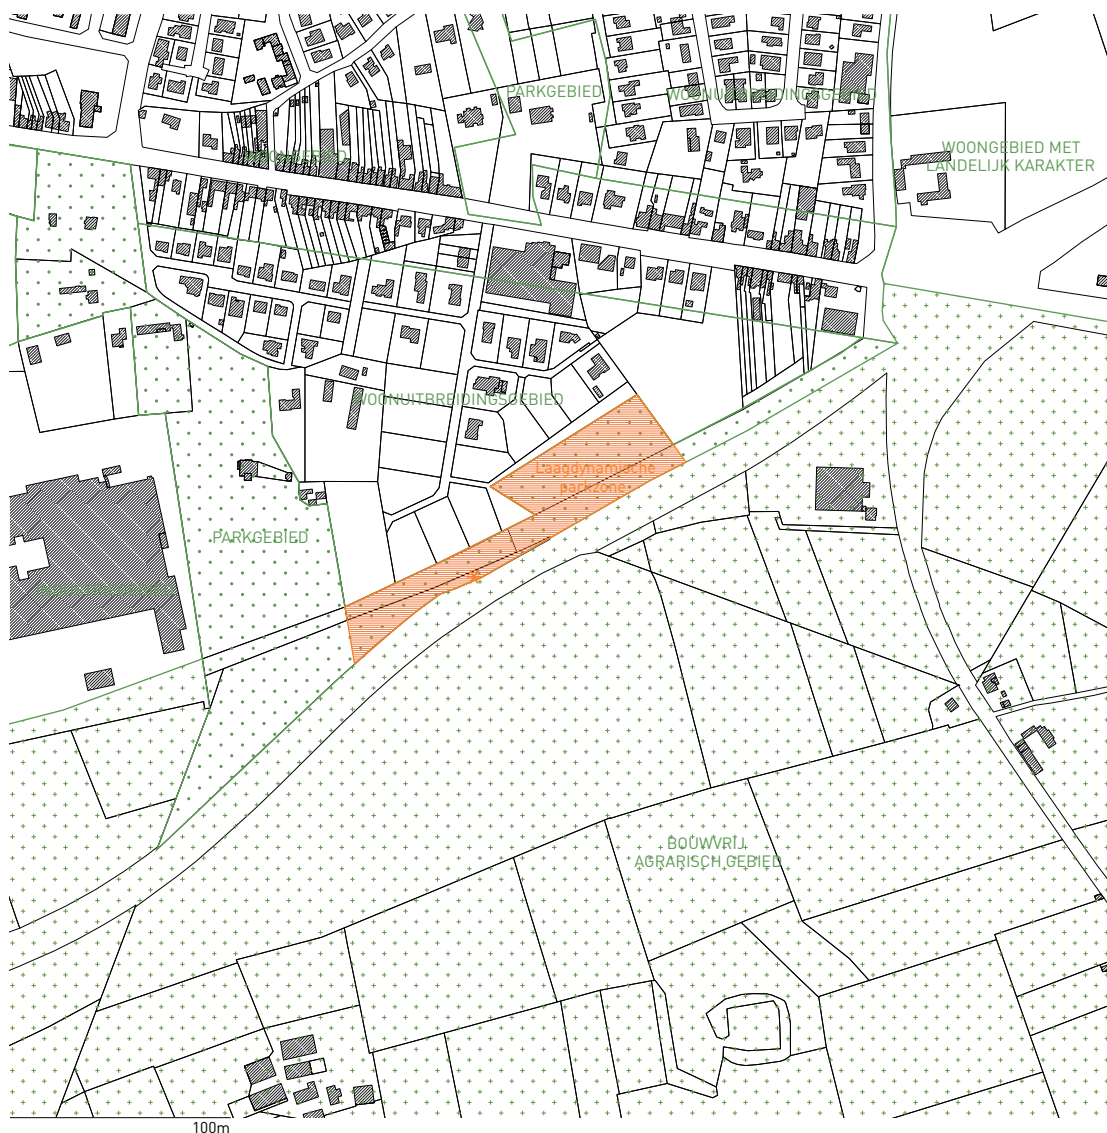 PARKGEBIED
WOONUITBREIDINGSGEBIED
WOONGEBIED
WOONGEBIED MET
LANDELIJK KARAKTER
WOONUITBREIDINGSGEBIED
Laagdynamische
parkzone
PARKGEBIED
BOUWVRIJ
AGRARISCH GEBIED
100m